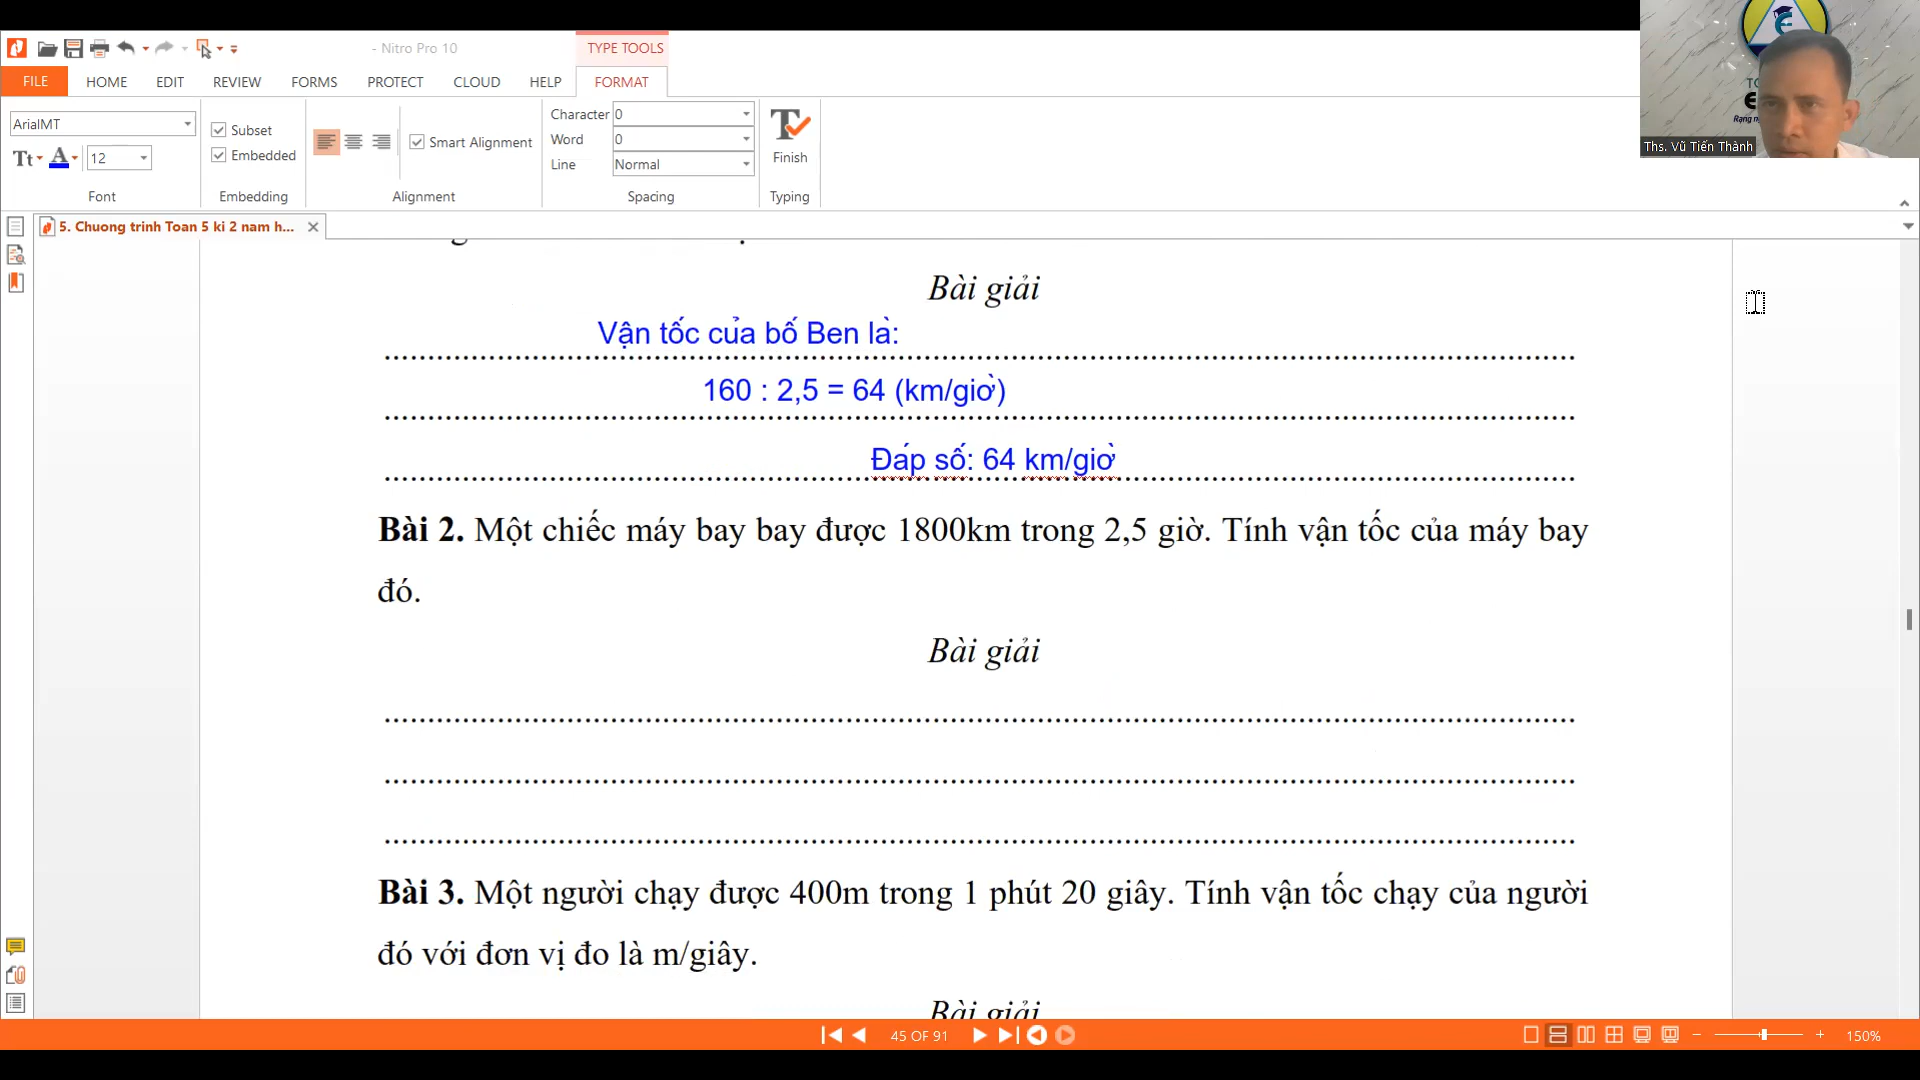 - Nitro Pro 10
TYPE TOOLS
FILE HOME EDIT REVIEW FORMS PROTECT CLOUD HELP FORMAT
ArialMT
Tt A 12
Font
Subset
Embedded
Embedding
Smart Alignment
Alignment
Character 0
Word 0
Line Normal
Spacing
Finish
Typing
Ths. Vũ Tiến Thành
5. Chuong trinh Toan 5 ki 2 nam h...
Bài giải
Vận tốc của bố Ben là:
160 : 2,5 = 64 (km/giờ)
Đáp số: 64 km/giờ
Bài 2. Một chiếc máy bay bay được 1800km trong 2,5 giờ. Tính vận tốc của máy bay
đó.
Bài giải
Bài 3. Một người chạy được 400m trong 1 phút 20 giây. Tính vận tốc chạy của người
đó với đơn vị đo là m/giây.
Bài giải
45 OF 91
150%